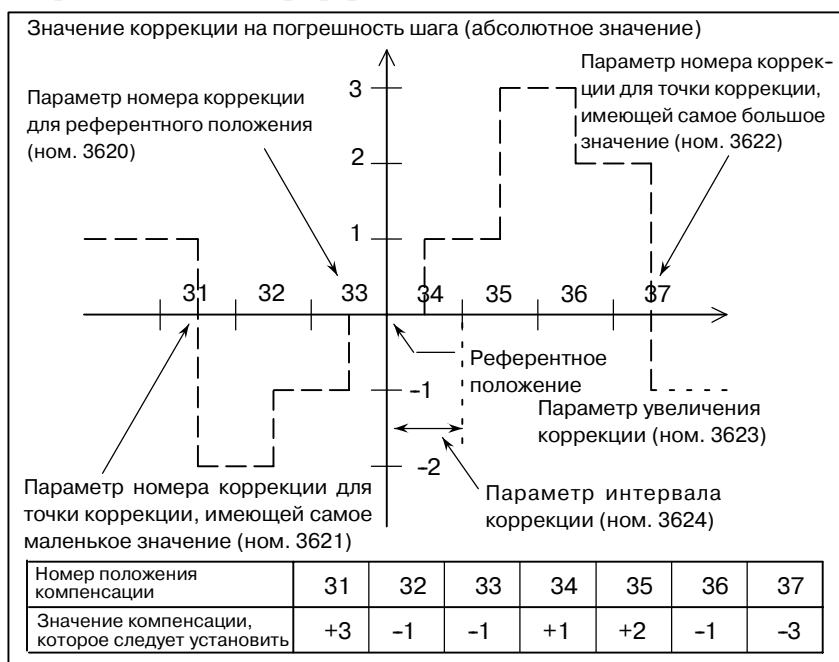 Значение коррекции на погрешность шага (абсолютное значение)
Параметр номера коррекции
для референтного положения
(ном. 3620)
Параметр номера коррек-
ции для точки коррекции,
имеющей самое большое
значение (ном. 3622)
3
2
1
31 32 33 34 35 36 37
Референтное
положение
-1
-2
Параметр увеличения
коррекции (ном. 3623)
Параметр номера коррекции для
точки коррекции, имеющей самое
маленькое значение (ном. 3621)
Параметр интервала
коррекции (ном. 3624)
Номер положения
компенсации
31 32 33 34 35 36 37
Значение компенсации,
которое следует установить
+3 -1 -1 +1 +2 -1 -3